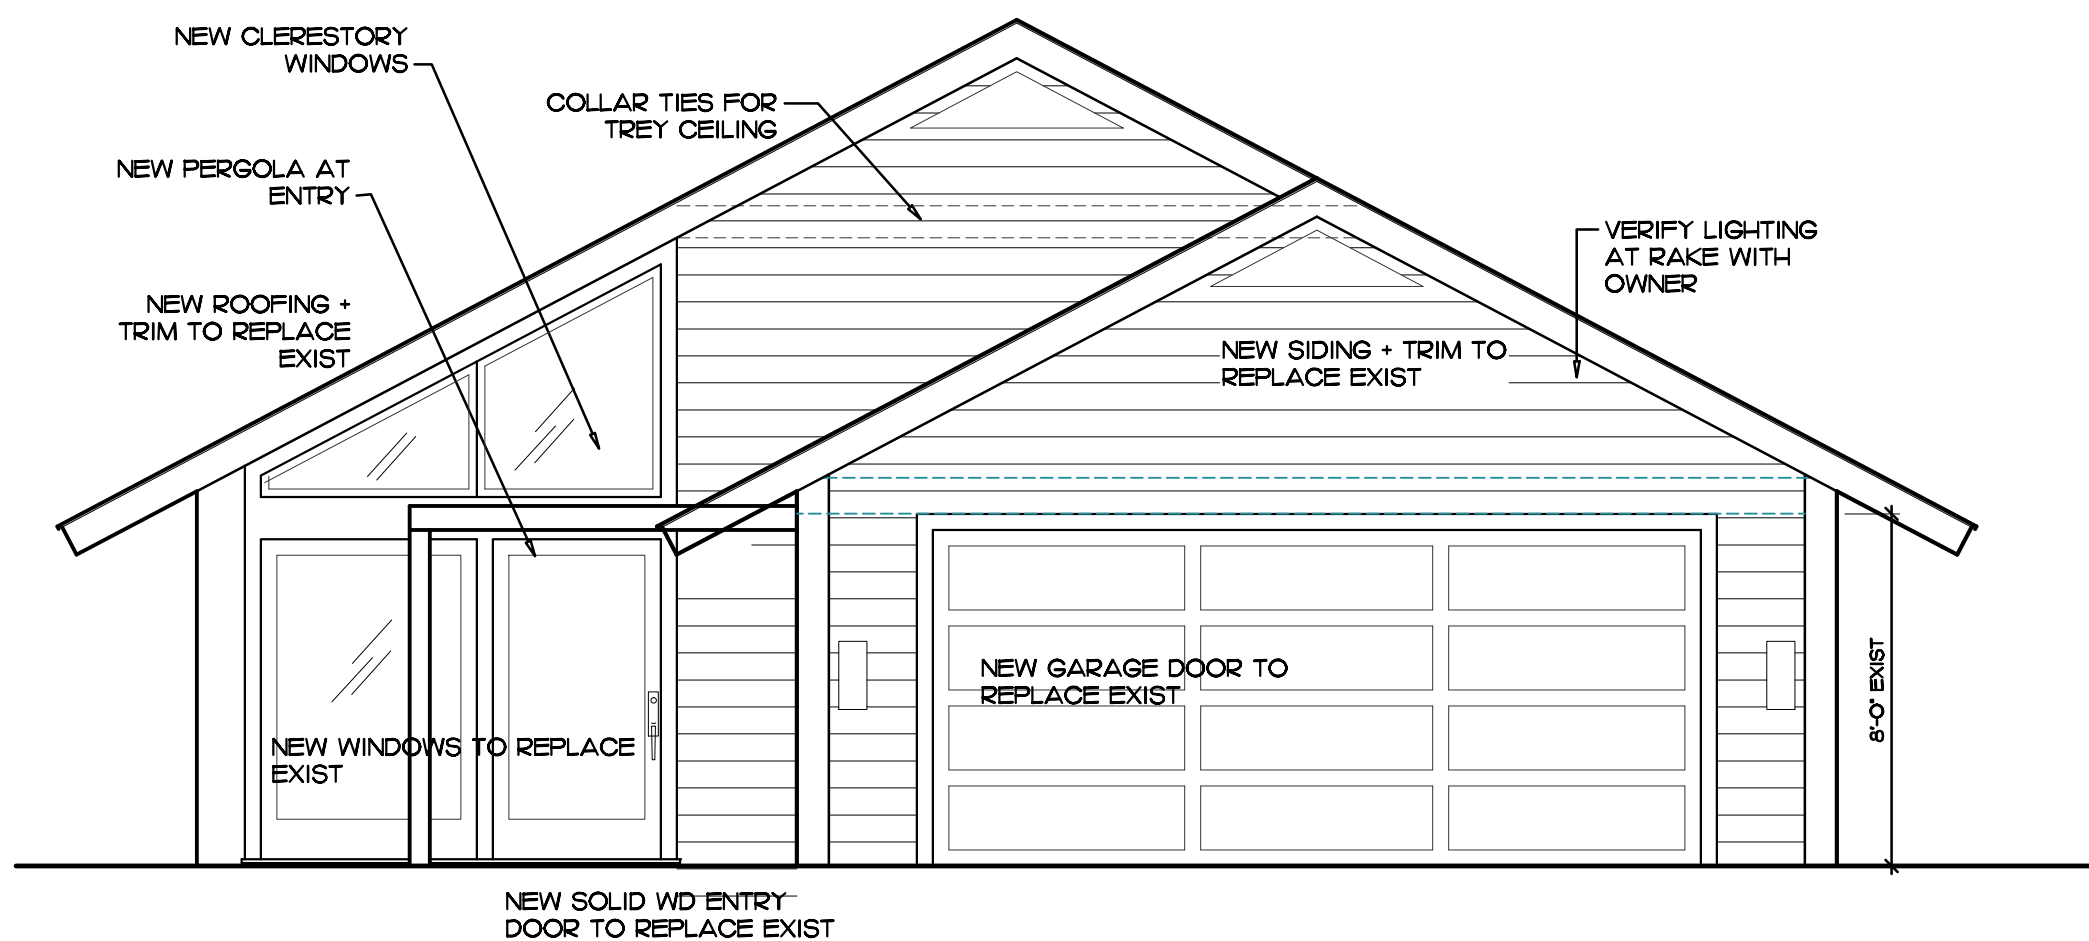 NEW CLERESTORY
WINDOWS
COLLAR TIES FOR
TREY CEILING
NEW PERGOLA AT
ENTRY
VERIFY LIGHTING
AT RAKE WITH
OWNER
NEW ROOFING +
TRIM TO REPLACE
EXIST
NEW SIDING + TRIM TO
REPLACE EXIST
NEW GARAGE DOOR TO
REPLACE EXIST
8'-0" EXIST
NEW WINDOWS TO REPLACE
EXIST
NEW SOLID WD ENTRY
DOOR TO REPLACE EXIST